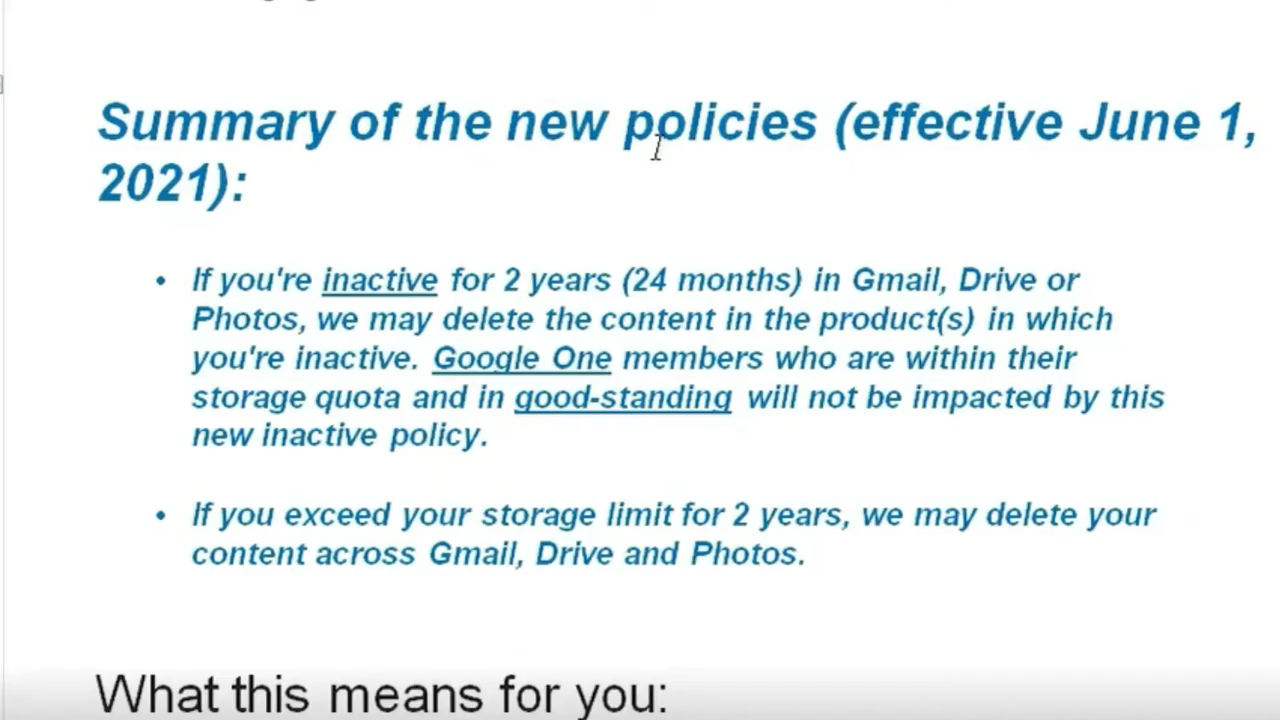 Summary of the new policies (effective June 1,
2021):
• If you're inactive for 2 years (24 months) in Gmail, Drive or
Photos, we may delete the content in the product(s) in which
you're inactive. Google One members who are within their
storage quota and in good-standing will not be impacted by this
new inactive policy.
• If you exceed your storage limit for 2 years, we may delete your
content across Gmail, Drive and Photos.
What this means for you: